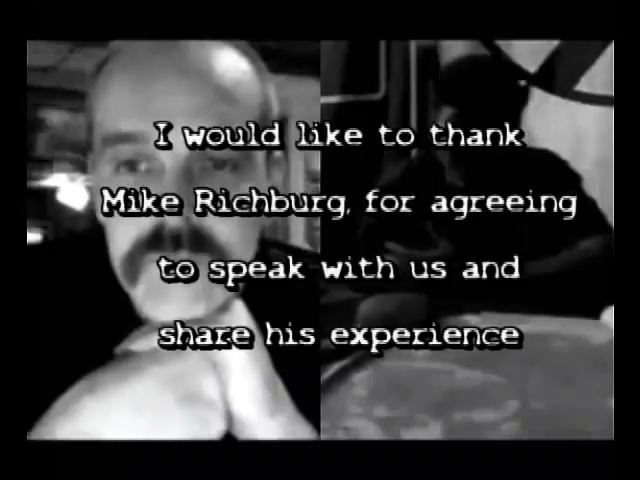 I would like to thank
Mike Richburg, for agreeing
to speak with us and
share his experience